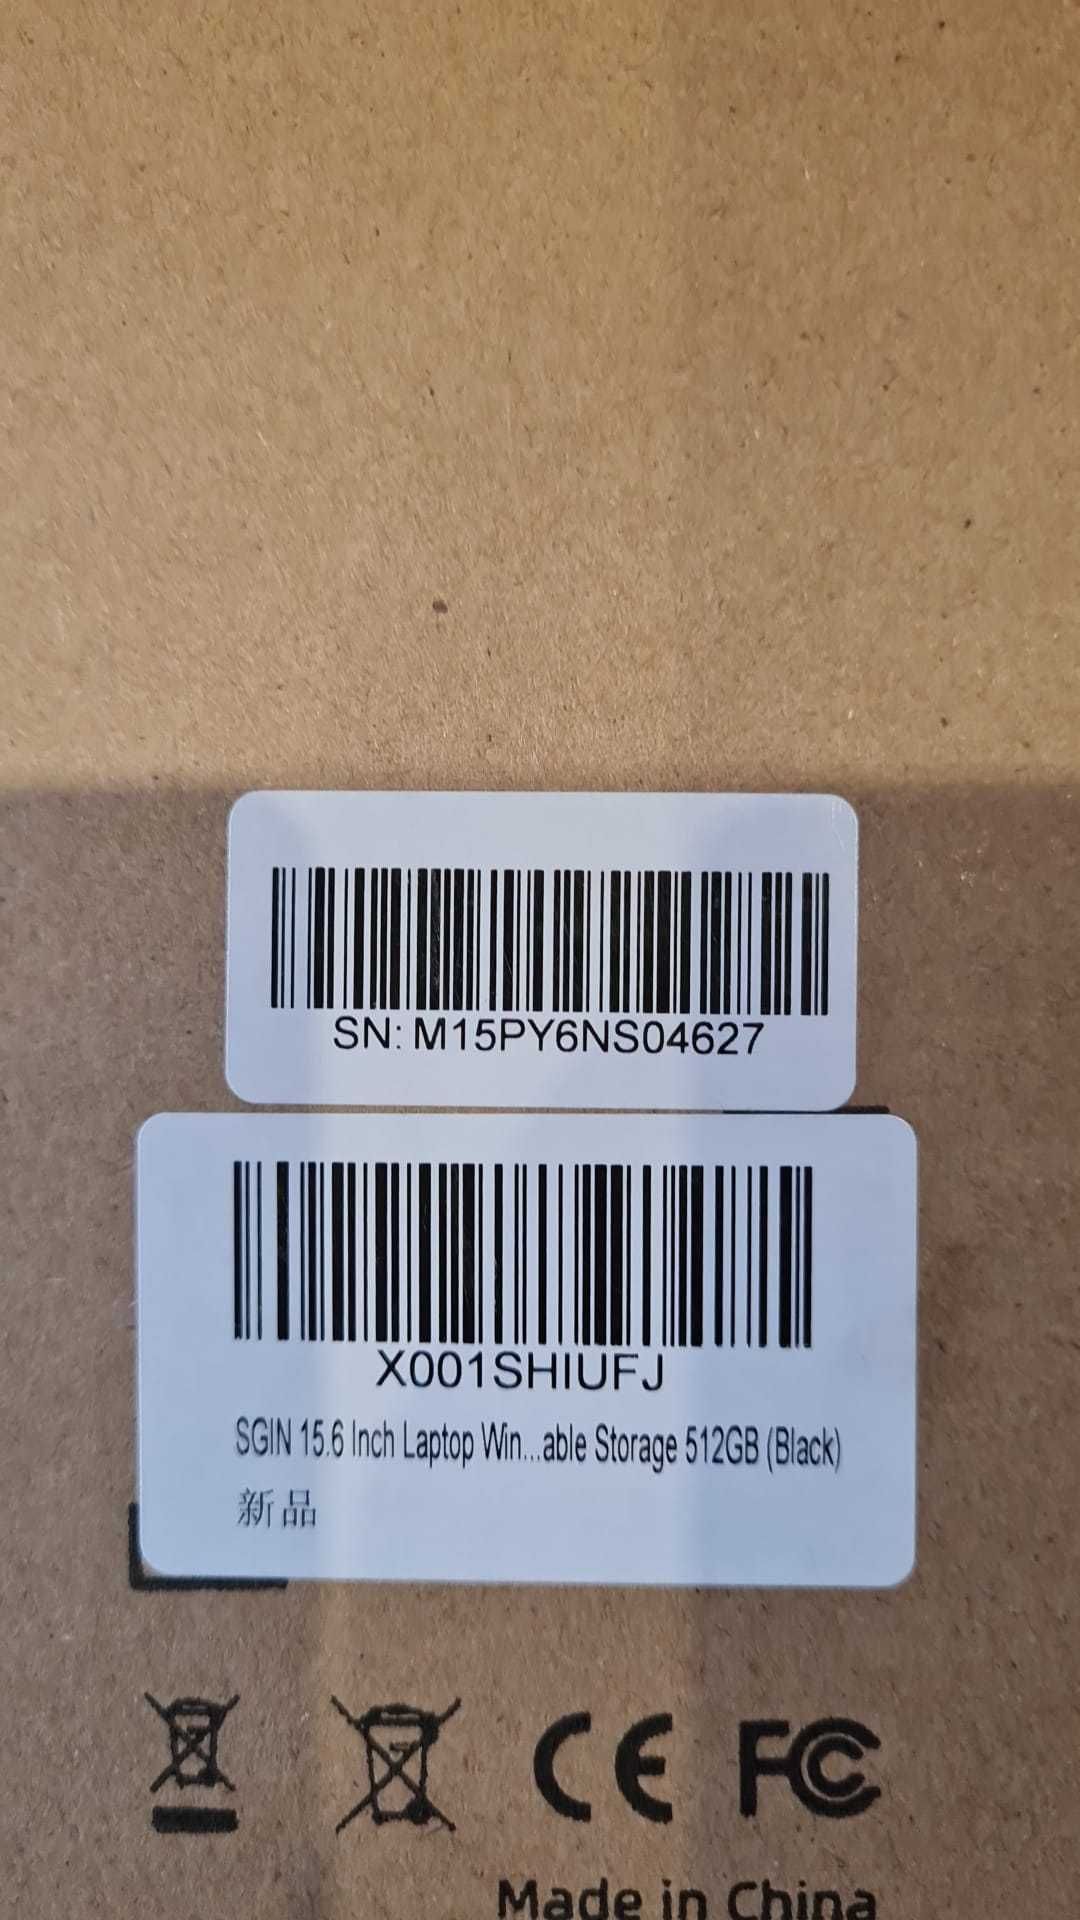 SN: M15PY6NS04627
X001SHIUFJ
SGIN 15.6 Inch Laptop Win...able Storage 512GB (Black)
新品
CE FC
Made in China